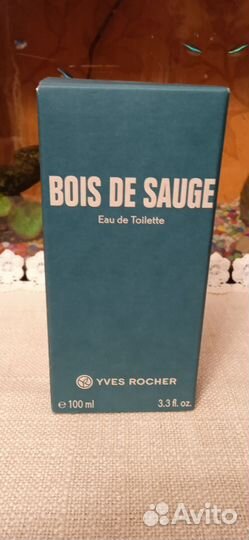 BOIS DE SAUGE
Eau de Toilette
YVES ROCHER
℮ 100 ml 3.3 fl. oz.
Avito